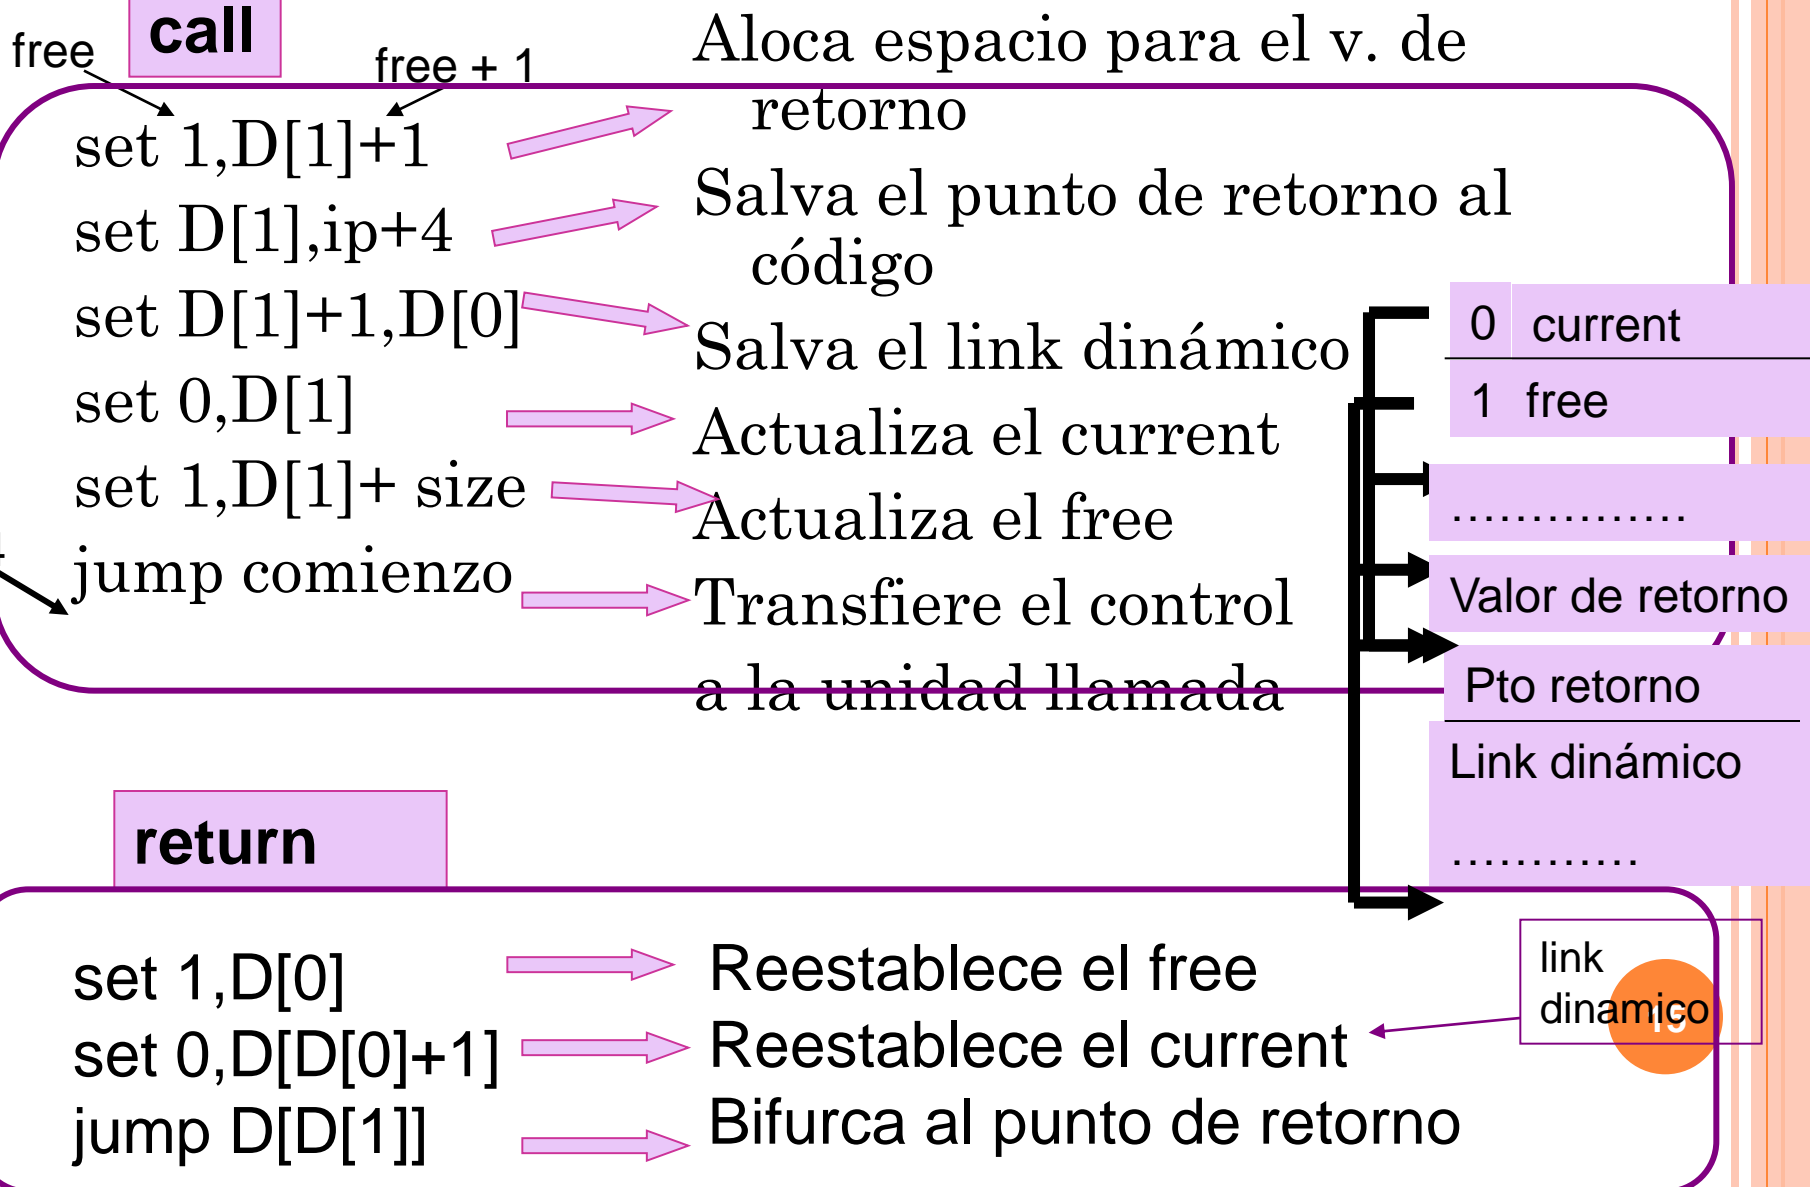 call
free
free + 1
set 1,D[1]+1
set D[1],ip+4
set D[1]+1,D[0]
set 0,D[1]
set 1,D[1]+ size
jump comienzo
Aloca espacio para el v. de
retorno
Salva el punto de retorno al
código
Salva el link dinámico
Actualiza el current
Actualiza el free
Transfiere el control
a la unidad llamada
0 current
1 free
...............
Valor de retorno
Pto retorno
Link dinámico
............
return
set 1,D[0]
set 0,D[D[0]+1]
jump D[D[1]]
Reestablece el free
Reestablece el current
Bifurca al punto de retorno
link
dinamico
15